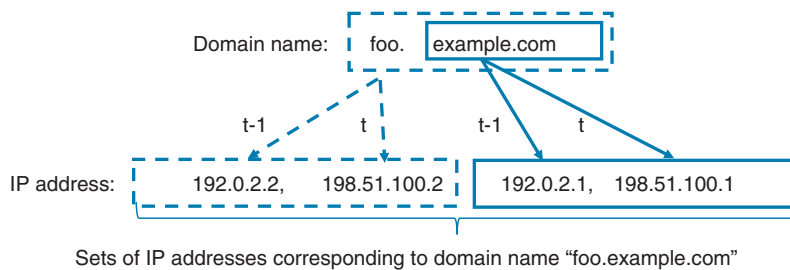 Domain name: foo. example.com
t-1 t t-1 t
IP address: 192.0.2.2, 198.51.100.2 192.0.2.1, 198.51.100.1
Sets of IP addresses corresponding to domain name “foo.example.com”